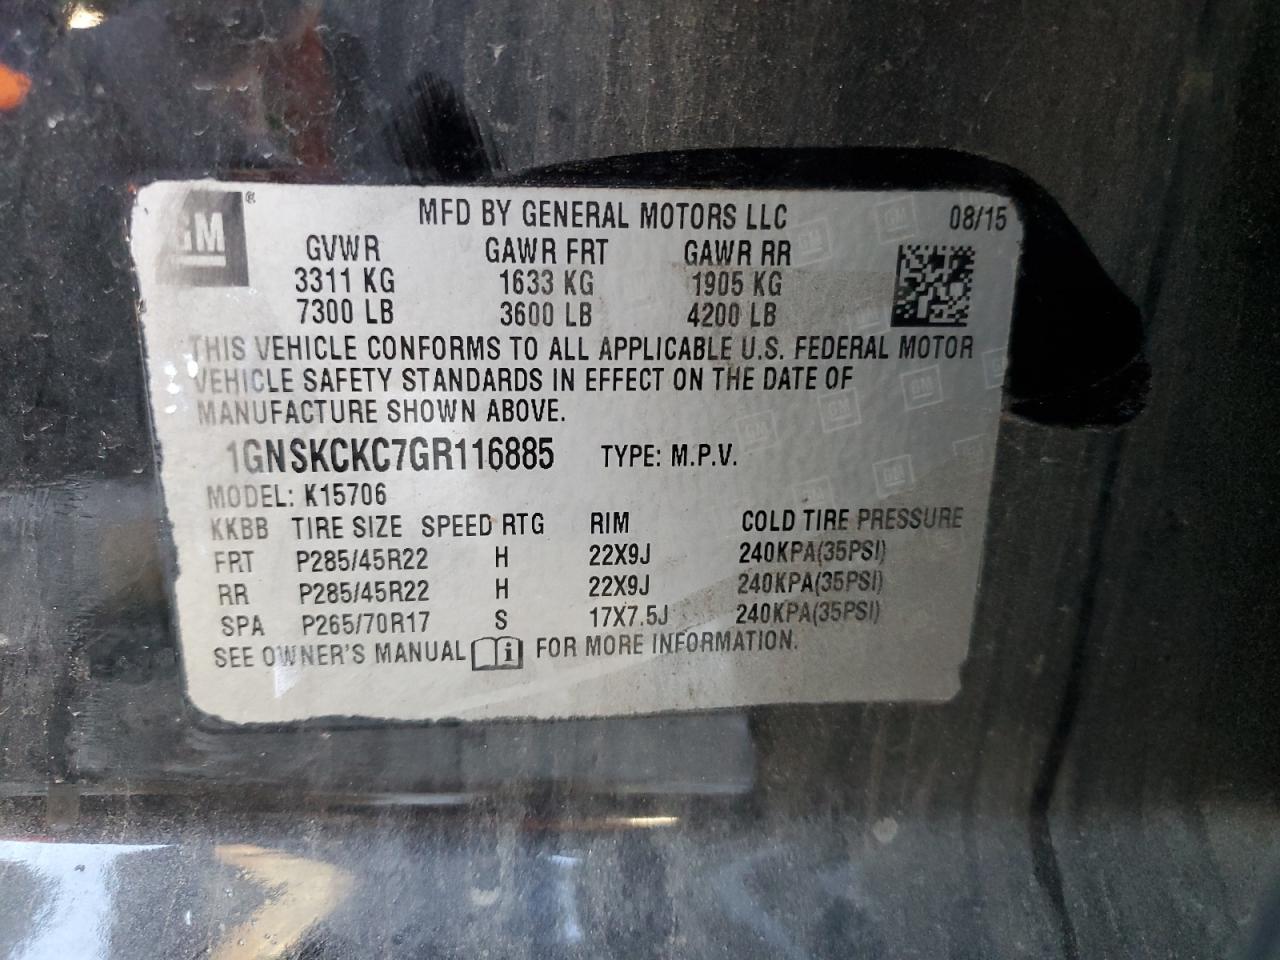 GM ®
MFD BY GENERAL MOTORS LLC 08/15
GVWR GAWR FRT GAWR RR
3311 KG 1633 KG 1905 KG
7300 LB 3600 LB 4200 LB
THIS VEHICLE CONFORMS TO ALL APPLICABLE U.S. FEDERAL MOTOR
VEHICLE SAFETY STANDARDS IN EFFECT ON THE DATE OF
MANUFACTURE SHOWN ABOVE.
1GNSKCKC7GR116885 TYPE: M.P.V.
MODEL: K15706
KKBB TIRE SIZE SPEED RTG RIM COLD TIRE PRESSURE
FRT P285/45R22 H 22X9J 240KPA(35PSI)
RR P285/45R22 H 22X9J 240KPA(35PSI)
SPA P265/70R17 S 17X7.5J 240KPA(35PSI)
SEE OWNER'S MANUAL i FOR MORE INFORMATION.